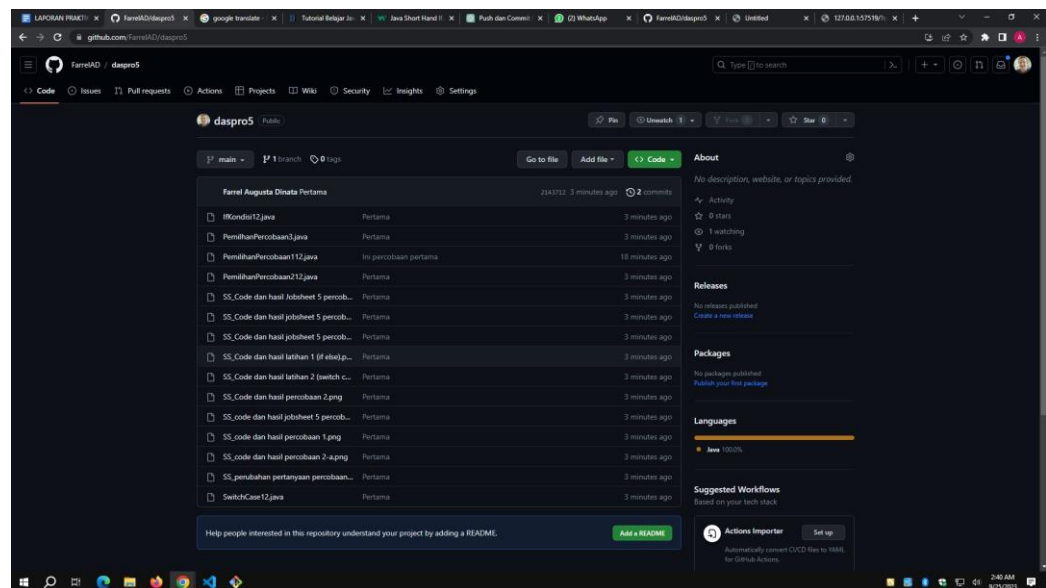 LAPORAN PRAKTI
FarrelAD/daspro5
google translate -
Tutorial Belajar Ja
Java Short Hand If
Push dan Commit
(2) WhatsApp
FarrelAD/daspro5
Untitled
127.0.0.1:57519/
github.com/FarrelAD/daspro5
FarrelAD / daspro5
Type / to search
Code Issues Pull requests Actions Projects Wiki Security Insights Settings
daspro5 Public
Pin Unwatch 1 Fork 0 Star 0
main 1 branch 0 tags
Go to file Add file Code
Farrel Augusta Dinata Pertama 3 minutes ago 2 commits
IfKondisi12.java Pertama 3 minutes ago
PemilhanPercobaan3.java Pertama 3 minutes ago
PemilihanPercobaan112.java Ini percobaan pertama 18 minutes ago
PemilihanPercobaan212.java Pertama 3 minutes ago
SS_Code dan hasil Jobsheet 5 percob... Pertama 3 minutes ago
SS_Code dan hasil jobsheet 5 percob... Pertama 3 minutes ago
SS_Code dan hasil jobsheet 5 percob... Pertama 3 minutes ago
SS_Code dan hasil latihan 1 (if else).p... Pertama 3 minutes ago
SS_Code dan hasil latihan 2 (switch c... Pertama 3 minutes ago
SS_Code dan hasil percobaan 2.png Pertama 3 minutes ago
SS_code dan hasil jobsheet 5 percob... Pertama 3 minutes ago
SS_code dan hasil percobaan 1.png Pertama 3 minutes ago
SS_code dan hasil percobaan 2-a.png Pertama 3 minutes ago
SS_perubahan pertanyaan percobaan... Pertama 3 minutes ago
SwitchCase12.java Pertama 3 minutes ago
Help people interested in this repository understand your project by adding a README.
Add a README
About
No description, website, or topics provided.
Activity
0 stars
1 watching
0 forks
Releases
No releases published
Create a new release
Packages
No packages published
Publish your first package
Languages
Java 100.0%
Suggested Workflows
Based on your tech stack
Actions Importer Set up
Automatically convert CI/CD files to YAML for GitHub Actions.
2:40 AM
9/25/2023